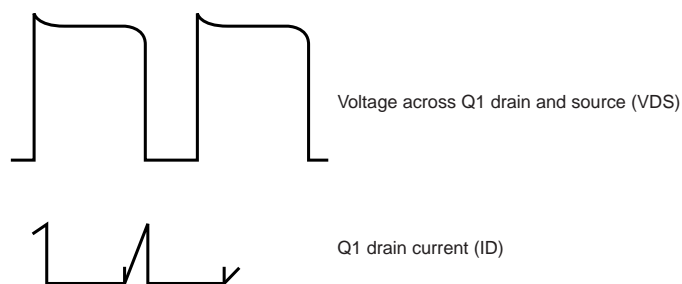 Voltage across Q1 drain and source (VDS)
Q1 drain current (ID)